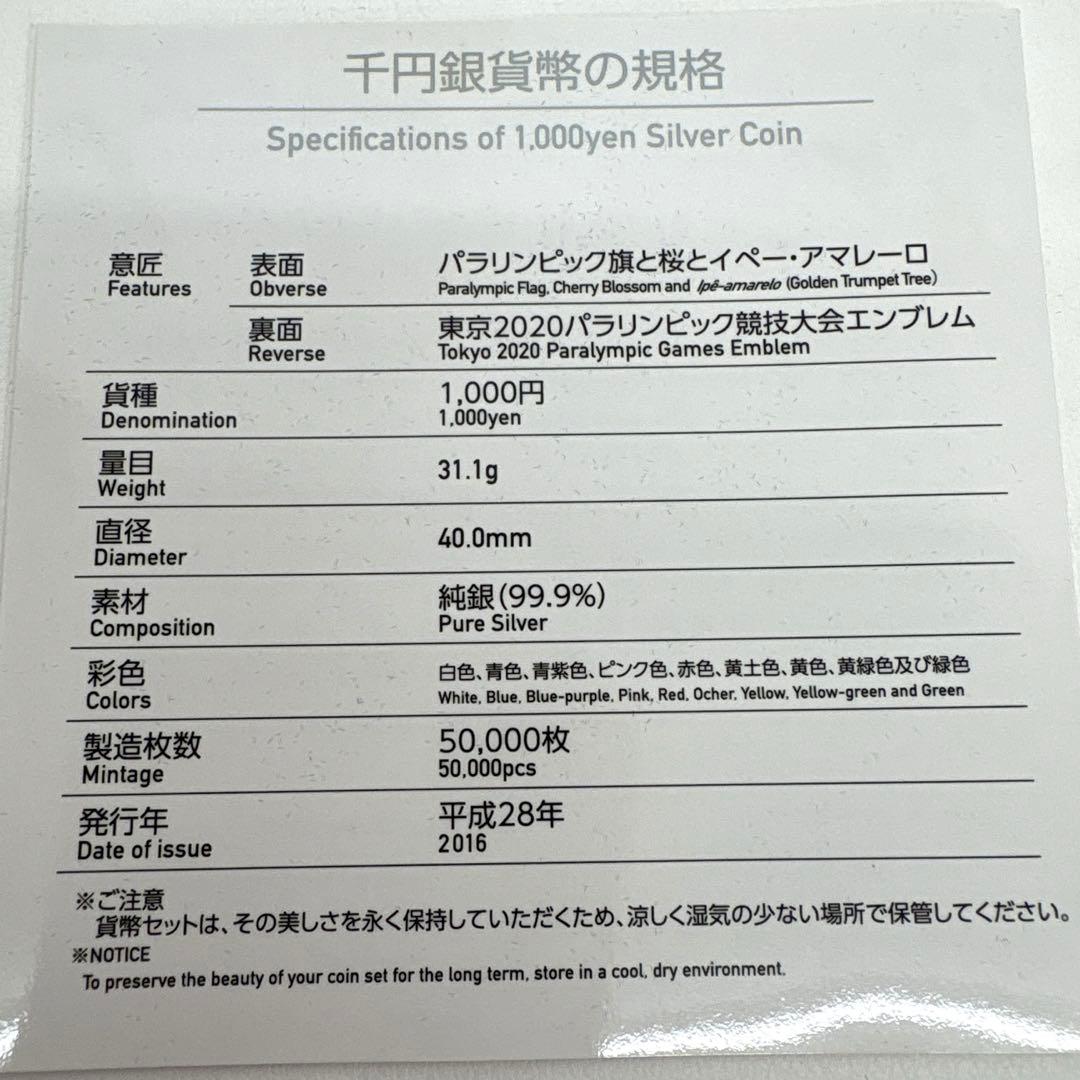 千円銀貨幣の規格
Specifications of 1,000yen Silver Coin
意匠 表面 パラリンピック旗と桜とイペー・アマレーロ
Features Obverse Paralympic Flag, Cherry Blossom and Ipê-amarelo (Golden Trumpet Tree)
裏面 東京2020パラリンピック競技大会エンブレム
Reverse Tokyo 2020 Paralympic Games Emblem
貨種 1,000円
Denomination 1,000yen
量目 31.1g
Weight
直径 40.0mm
Diameter
素材 純銀(99.9%)
Composition Pure Silver
彩色 白色、青色、青紫色、ピンク色、赤色、黄土色、黄色、黄緑色及び緑色
Colors White, Blue, Blue-purple, Pink, Red, Ocher, Yellow, Yellow-green and Green
製造枚数 50,000枚
Mintage 50,000pcs
発行年 平成28年
Date of issue 2016
※ご注意
貨幣セットは、その美しさを永く保持していただくため、涼しく湿気の少ない場所で保管してください。
※NOTICE
To preserve the beauty of your coin set for the long term, store in a cool, dry environment.